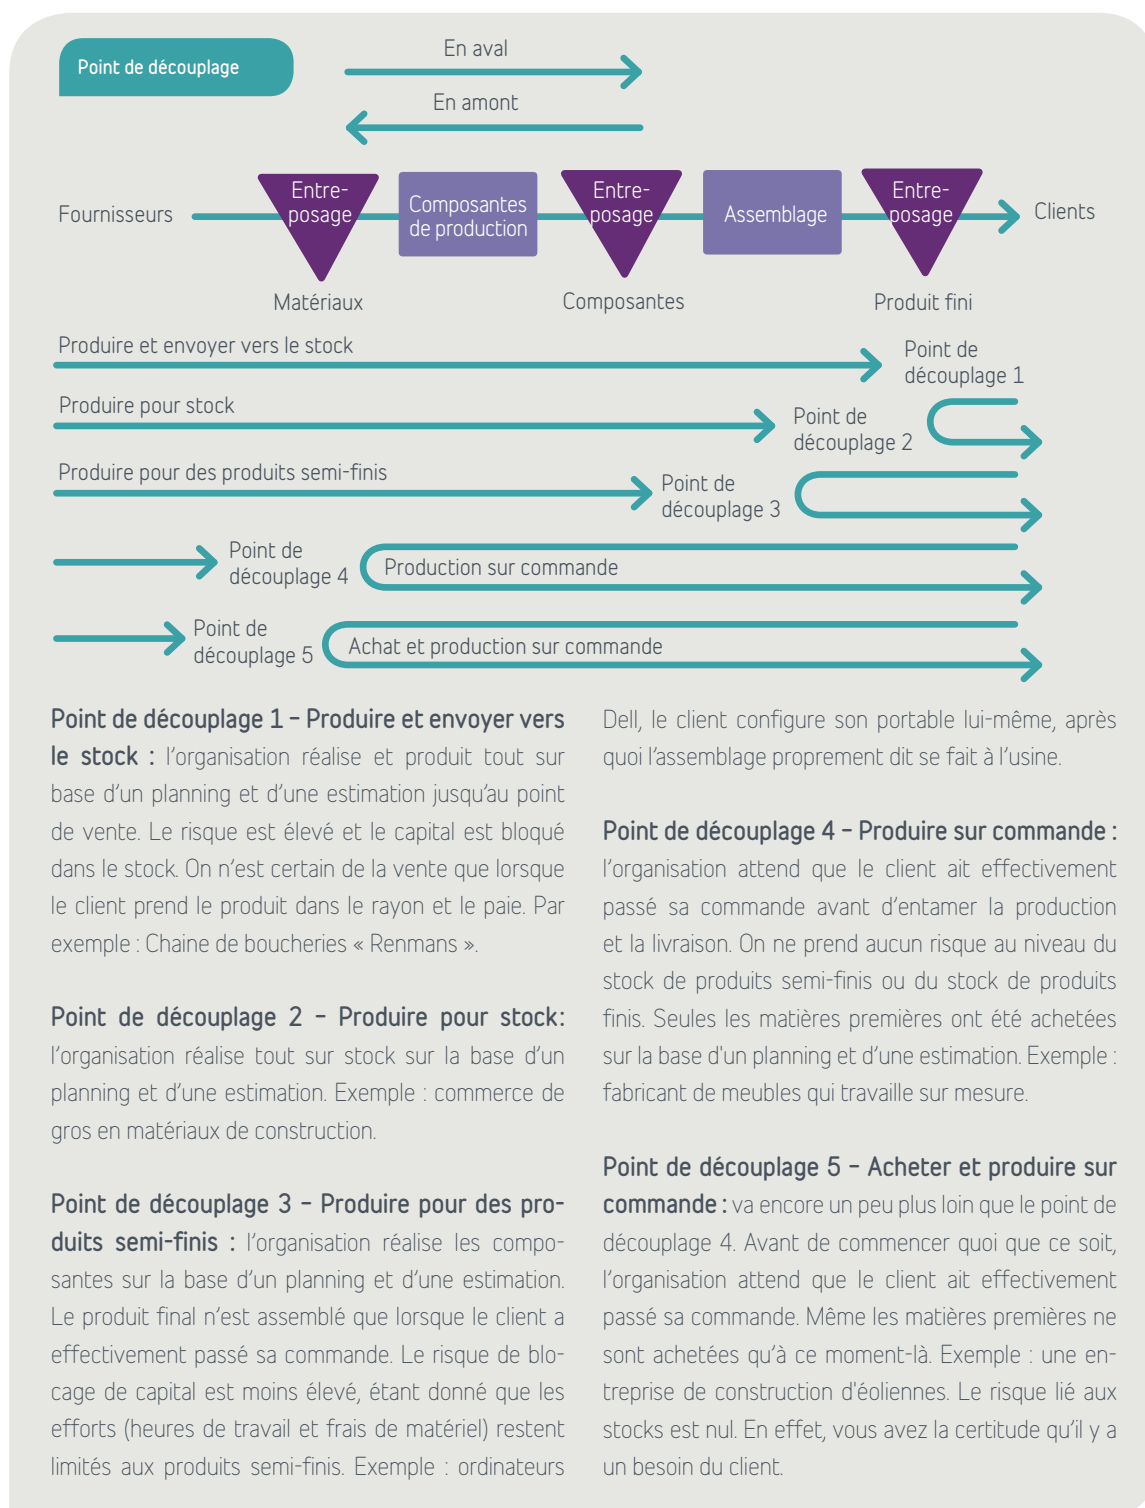 Point de découplage
En aval
En amont
Fournisseurs
Entre-
posage
Composantes
de production
Entre-
posage
Assemblage
Entre-
posage
Clients
Matériaux
Composantes
Produit fini
Produire et envoyer vers le stock
Point de
découplage 1
Produire pour stock
Point de
découplage 2
Produire pour des produits semi-finis
Point de
découplage 3
Point de
découplage 4
Production sur commande
Point de
découplage 5
Achat et production sur commande
Point de découplage 1 – Produire et envoyer vers
le stock : l’organisation réalise et produit tout sur
base d’un planning et d’une estimation jusqu’au point
de vente. Le risque est élevé et le capital est bloqué
dans le stock. On n’est certain de la vente que lorsque
le client prend le produit dans le rayon et le paie. Par
exemple : Chaine de boucheries « Renmans ».
Point de découplage 2 – Produire pour stock:
l’organisation réalise tout sur stock sur la base d’un
planning et d’une estimation. Exemple : commerce de
gros en matériaux de construction.
Point de découplage 3 – Produire pour des pro-
duits semi-finis : l’organisation réalise les compo-
santes sur la base d’un planning et d’une estimation.
Le produit final n’est assemblé que lorsque le client a
effectivement passé sa commande. Le risque de blo-
cage de capital est moins élevé, étant donné que les
efforts (heures de travail et frais de matériel) restent
limités aux produits semi-finis. Exemple : ordinateurs
Dell, le client configure son portable lui-même, après
quoi l’assemblage proprement dit se fait à l’usine.
Point de découplage 4 – Produire sur commande :
l’organisation attend que le client ait effectivement
passé sa commande avant d’entamer la production
et la livraison. On ne prend aucun risque au niveau du
stock de produits semi-finis ou du stock de produits
finis. Seules les matières premières ont été achetées
sur la base d'un planning et d’une estimation. Exemple :
fabricant de meubles qui travaille sur mesure.
Point de découplage 5 – Acheter et produire sur
commande : va encore un peu plus loin que le point de
découplage 4. Avant de commencer quoi que ce soit,
l’organisation attend que le client ait effectivement
passé sa commande. Même les matières premières ne
sont achetées qu’à ce moment-là. Exemple : une en-
treprise de construction d'éoliennes. Le risque lié aux
stocks est nul. En effet, vous avez la certitude qu’il y a
un besoin du client.